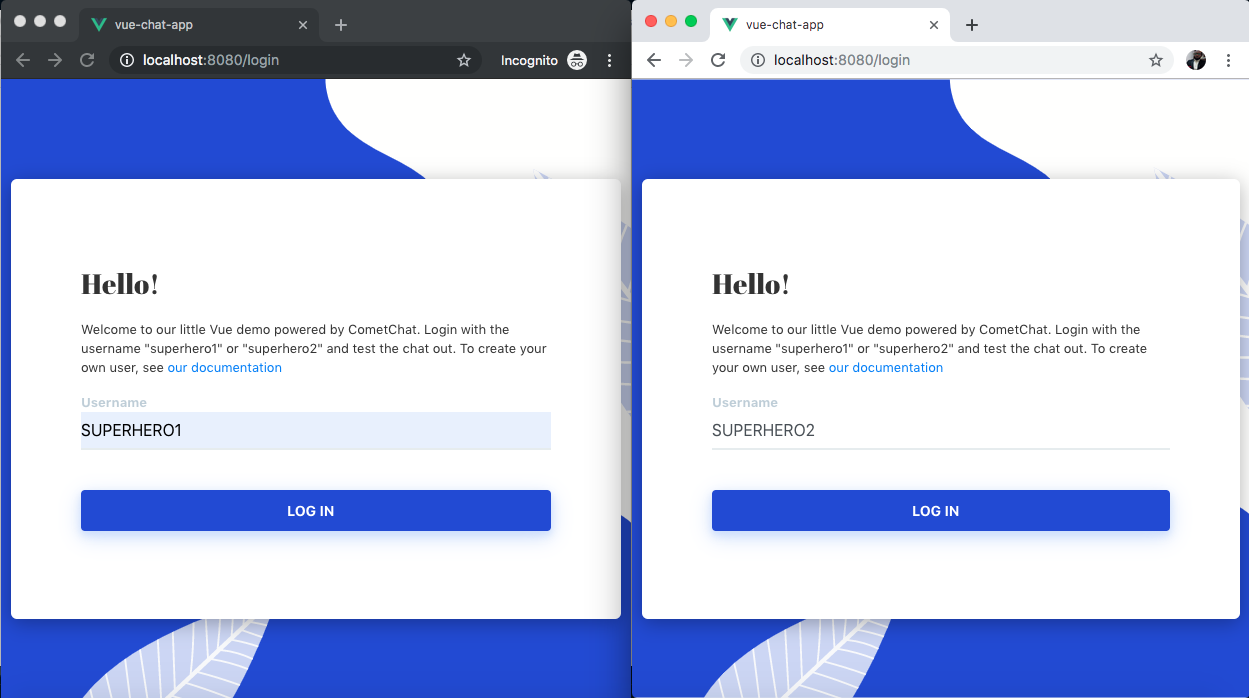 vue-chat-app
localhost:8080/login
Incognito
Hello!
Welcome to our little Vue demo powered by CometChat. Login with the
username "superhero1" or "superhero2" and test the chat out. To create your
own user, see our documentation
Username
SUPERHERO1
LOG IN
vue-chat-app
localhost:8080/login
Hello!
Welcome to our little Vue demo powered by CometChat. Login with the
username "superhero1" or "superhero2" and test the chat out. To create
your own user, see our documentation
Username
SUPERHERO2
LOG IN